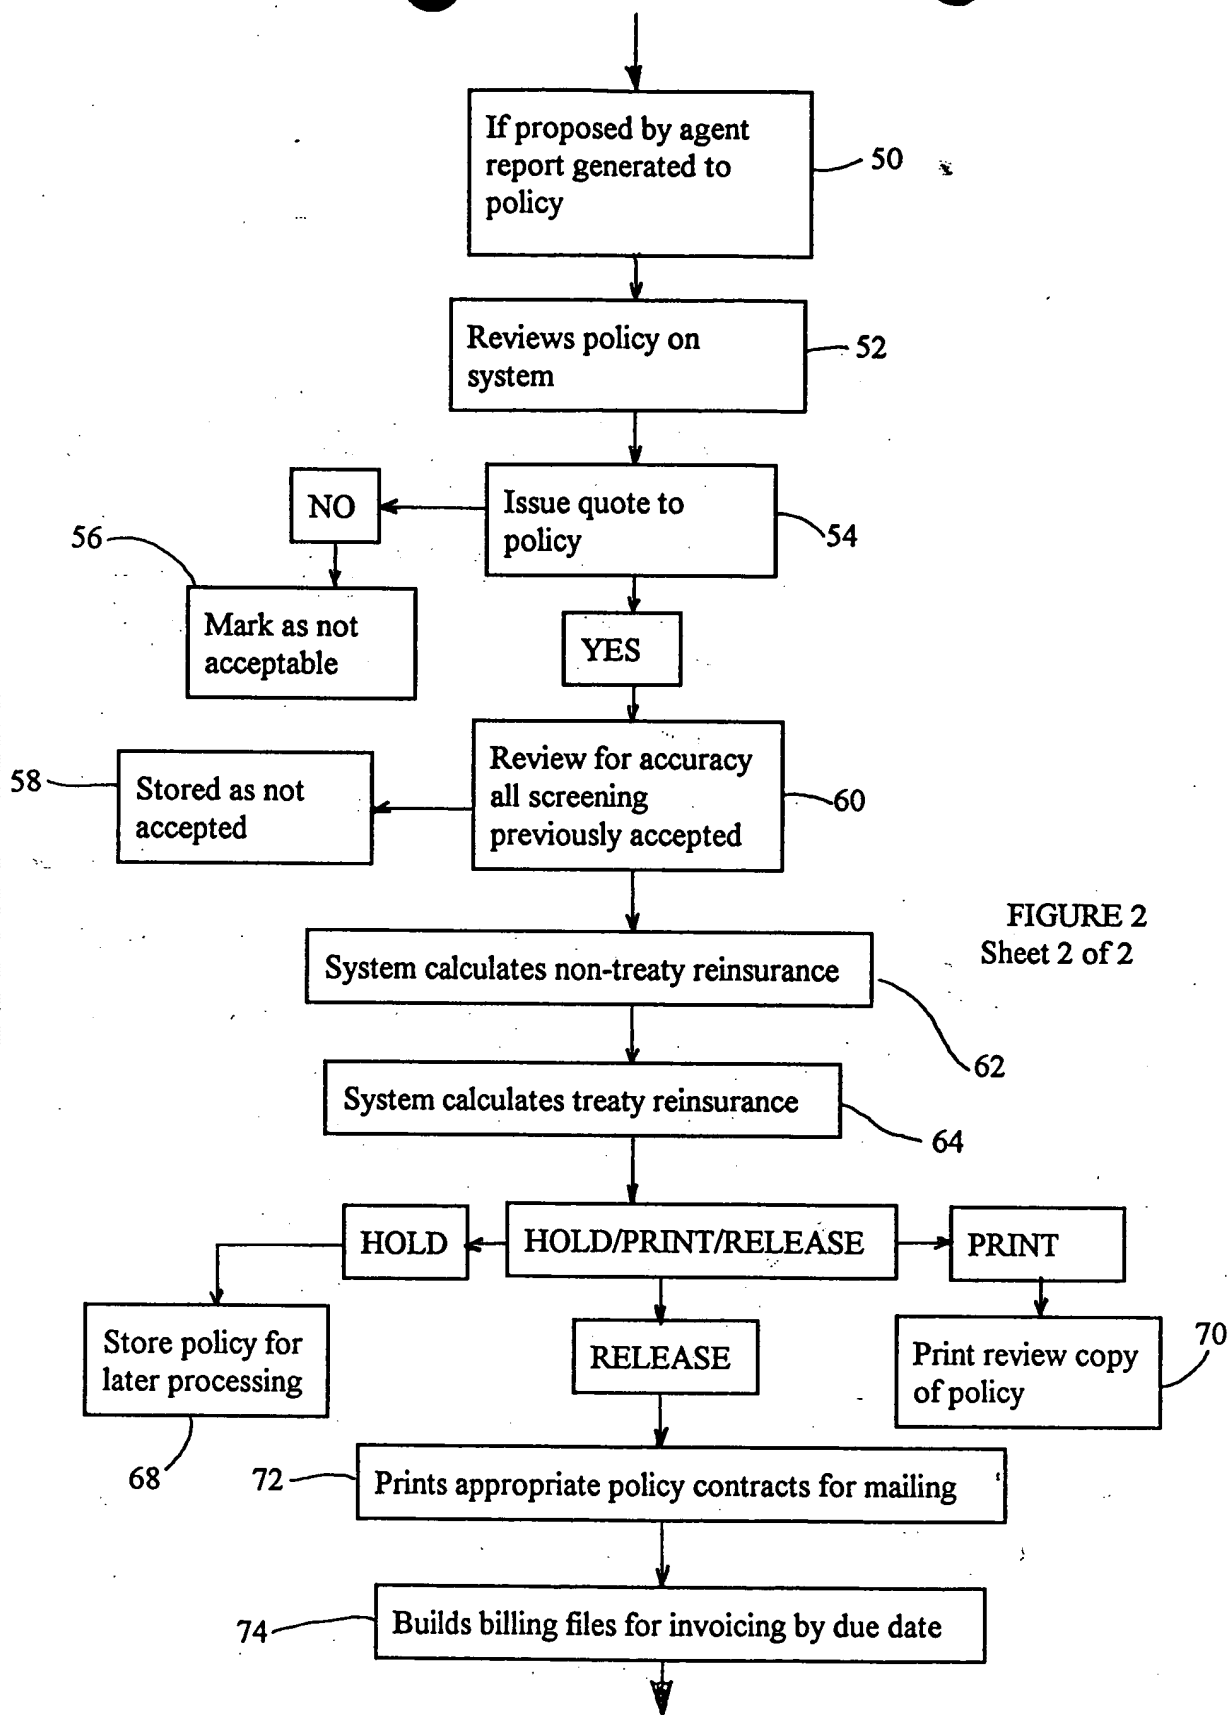 If proposed by agent
report generated to
policy
50
Reviews policy on
system
52
NO
Issue quote to
policy
54
56
Mark as not
acceptable
YES
58
Stored as not
accepted
Review for accuracy
all screening
previously accepted
60
FIGURE 2
Sheet 2 of 2
System calculates non-treaty reinsurance
62
System calculates treaty reinsurance
64
HOLD
HOLD/PRINT/RELEASE
PRINT
Store policy for
later processing
68
RELEASE
Print review copy
of policy
70
72
Prints appropriate policy contracts for mailing
74
Builds billing files for invoicing by due date